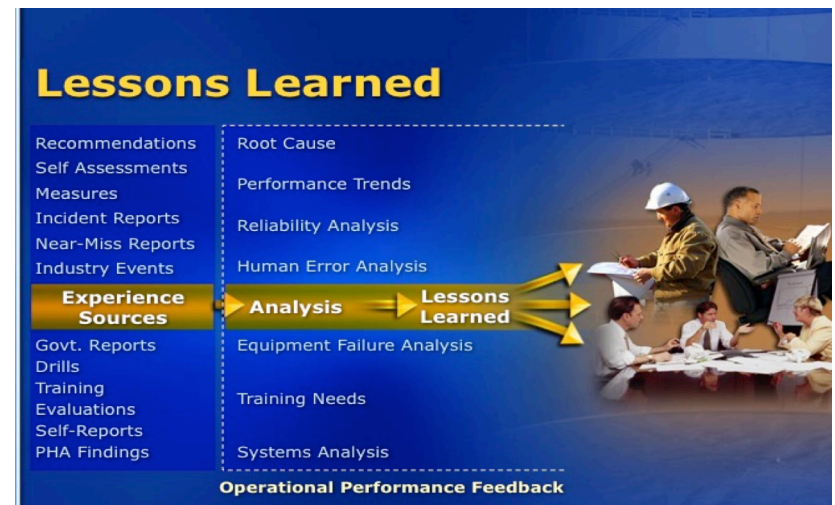 Lessons Learned
Recommendations
Self Assessments
Measures
Incident Reports
Near-Miss Reports
Industry Events
Experience
Sources
Govt. Reports
Drills
Training
Evaluations
Self-Reports
PHA Findings
Root Cause
Performance Trends
Reliability Analysis
Human Error Analysis
Analysis
Lessons
Learned
Equipment Failure Analysis
Training Needs
Systems Analysis
Operational Performance Feedback